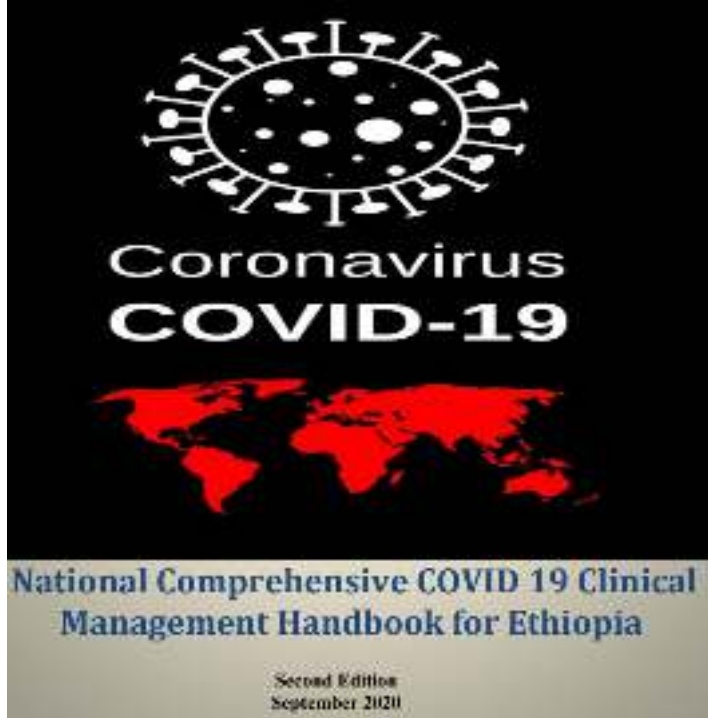 Coronavirus
COVID-19
National Comprehensive COVID 19 Clinical
Management Handbook for Ethiopia
Second Edition
September 2020